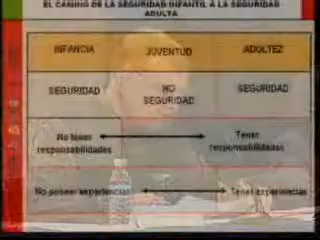 EL CAMINO DE LA SEGURIDAD INFANTIL A LA SEGURIDAD
ADULTA
INFANCIA JUVENTUD ADULTEZ
SEGURIDAD NO SEGURIDAD SEGURIDAD
No tener responsabilidades Tener responsabilidades
No poseer experiencias Tener experiencias